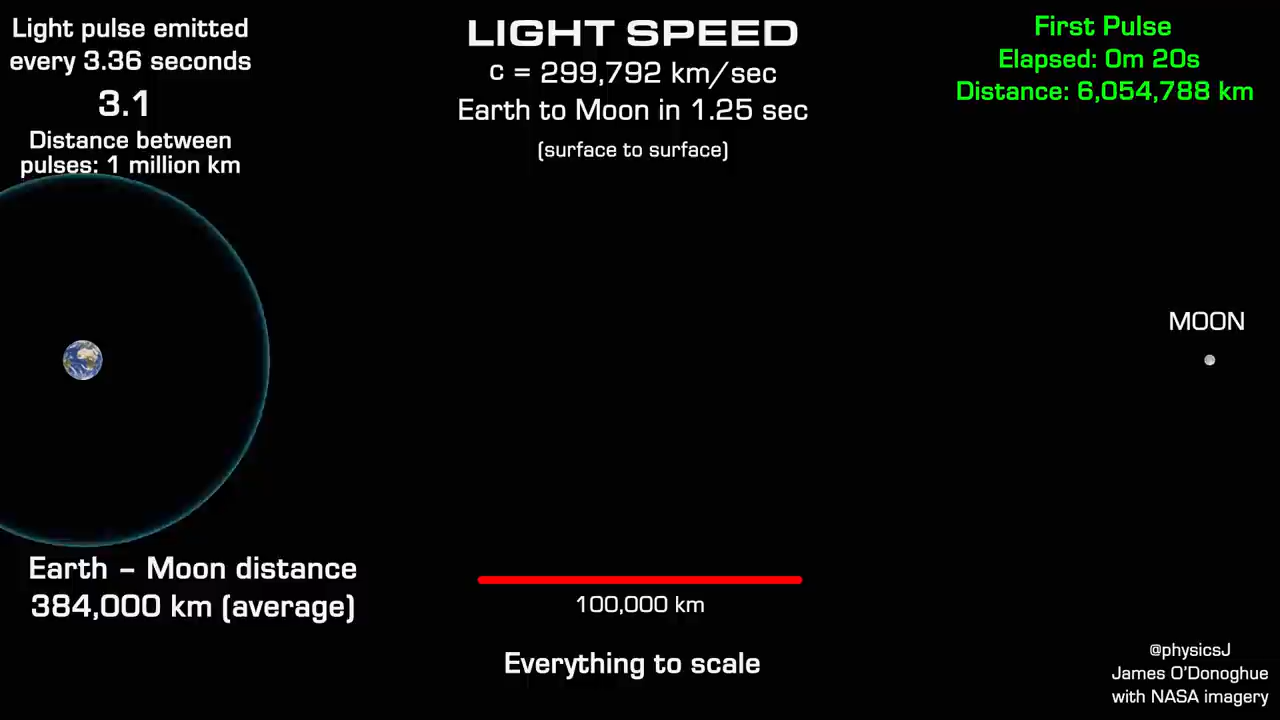 Light pulse emitted
every 3.36 seconds
3.1
Distance between
pulses: 1 million km
LIGHT SPEED
c = 299,792 km/sec
Earth to Moon in 1.25 sec
(surface to surface)
First Pulse
Elapsed: 0m 20s
Distance: 6,054,788 km
MOON
Earth – Moon distance
384,000 km (average)
100,000 km
Everything to scale
@physicsJ
James O'Donoghue
with NASA imagery